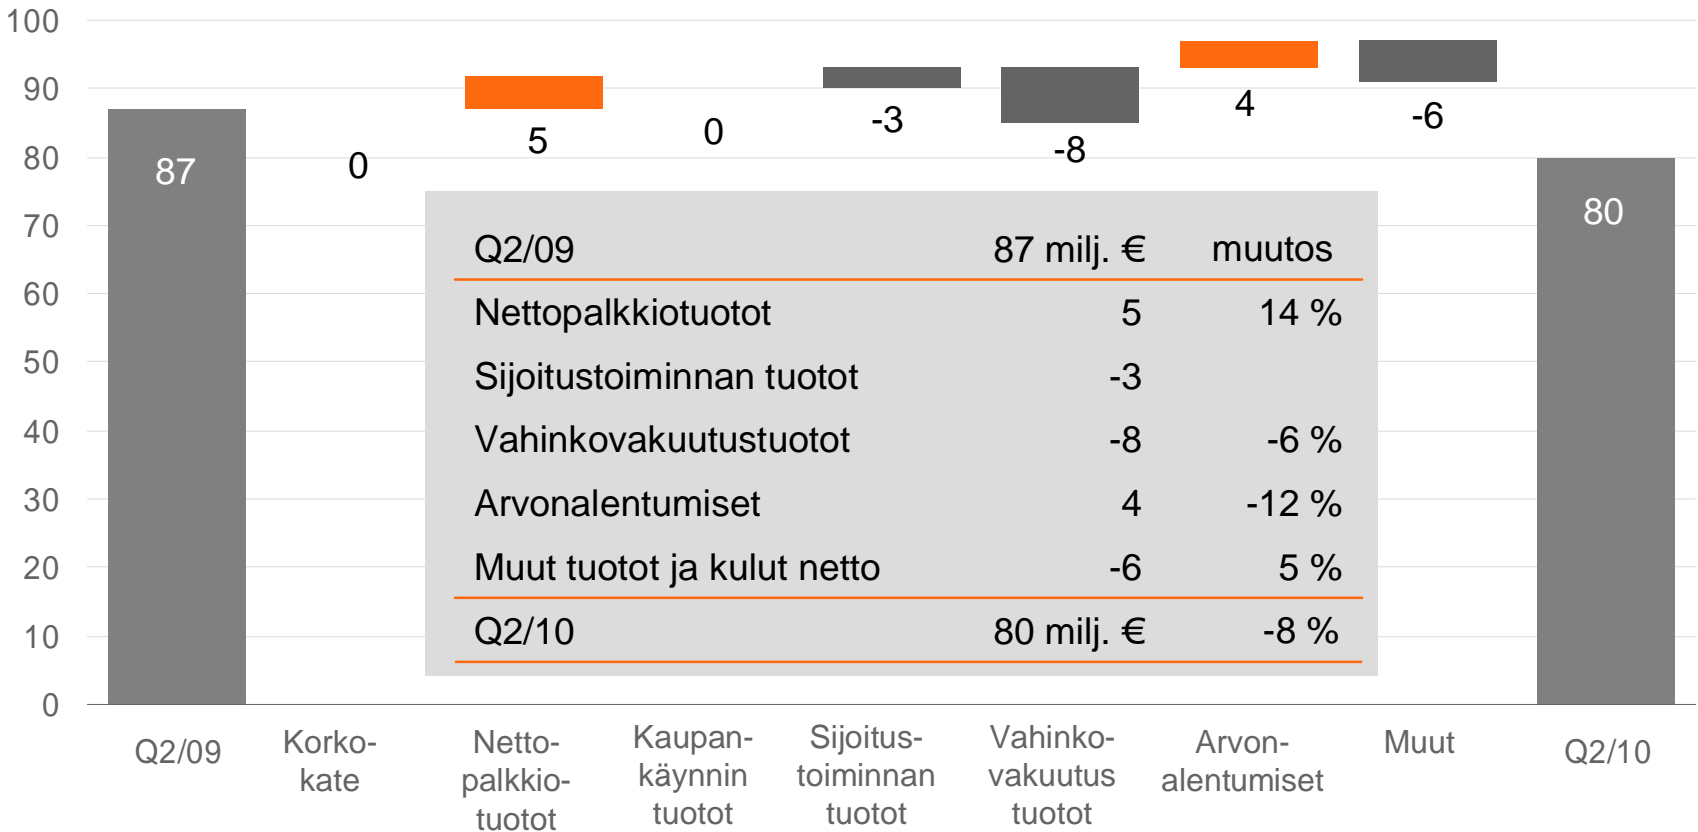 100
90
80
70
60
50
40
30
20
10
0
87
0
5
0
-3
-8
4
-6
80
Q2/09 87 milj. € muutos
Nettopalkkiotuotot 5 14 %
Sijoitustoiminnan tuotot -3
Vahinkovakuutustuotot -8 -6 %
Arvonalentumiset 4 -12 %
Muut tuotot ja kulut netto -6 5 %
Q2/10 80 milj. € -8 %
Q2/09
Korko-
kate
Netto-
palkkio-
tuotot
Kaupan-
käynnin
tuotot
Sijoitus-
toiminnan
tuotot
Vahinko-
vakuutus
tuotot
Arvon-
alentumiset
Muut
Q2/10